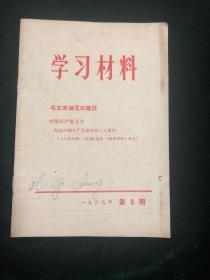 学习材料
毛主席论党的建设
中国共产党万岁
纪念中国共产党诞生四十八周年
一九六九年 第8期